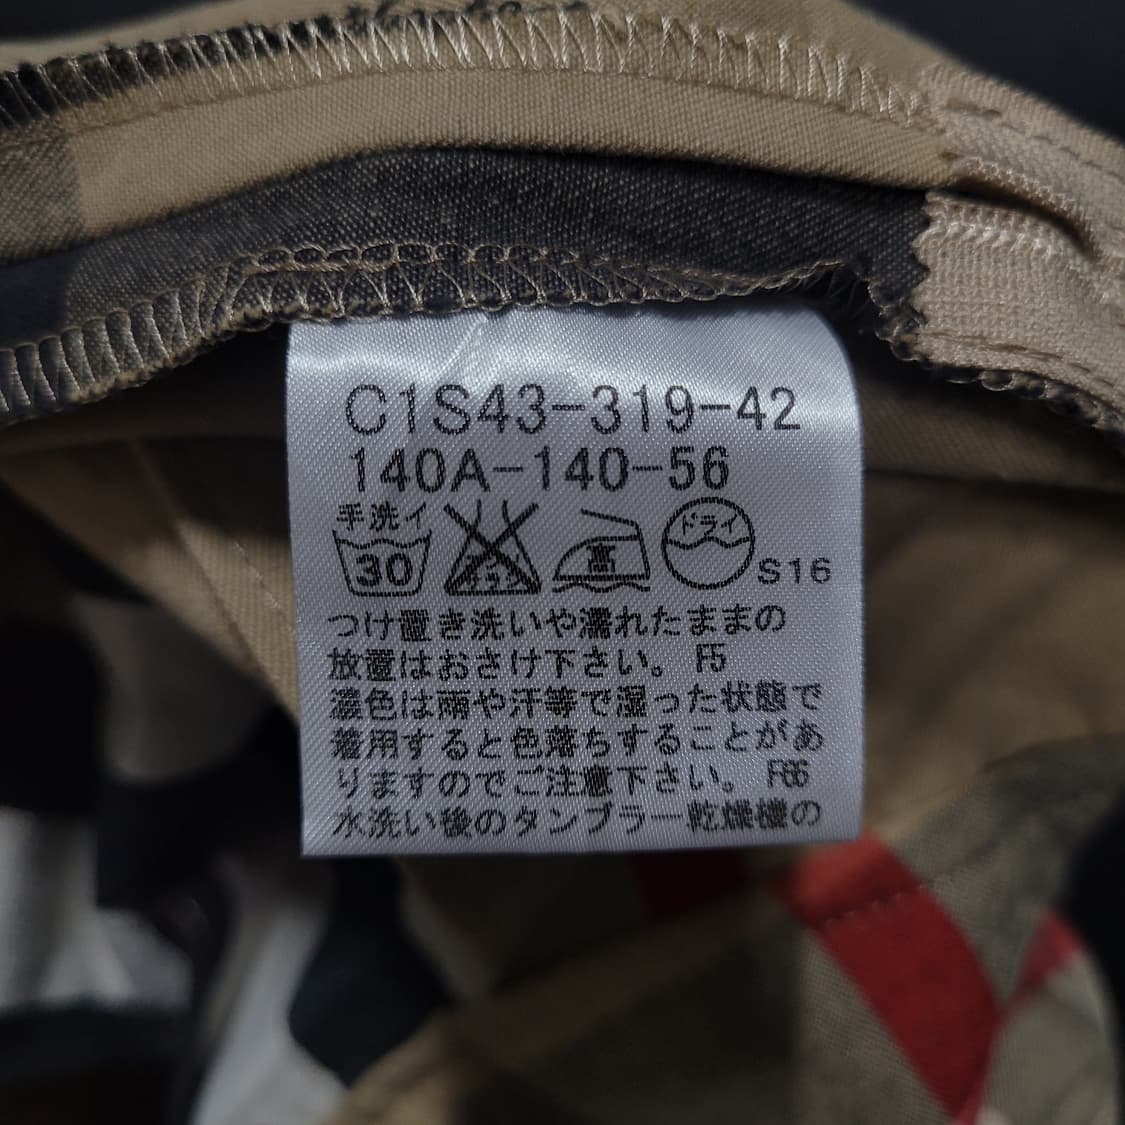 C1S43-319-42
140A-140-56
手洗イ
30
高
ドライ
S16
つけ置き洗いや濡れたままの
放置はおさけ下さい。 F5
濃色は雨や汗等で湿った状態で
着用すると色落ちすることがあ
りますのでご注意下さい。 F66
水洗い後のタンブラー乾燥機の